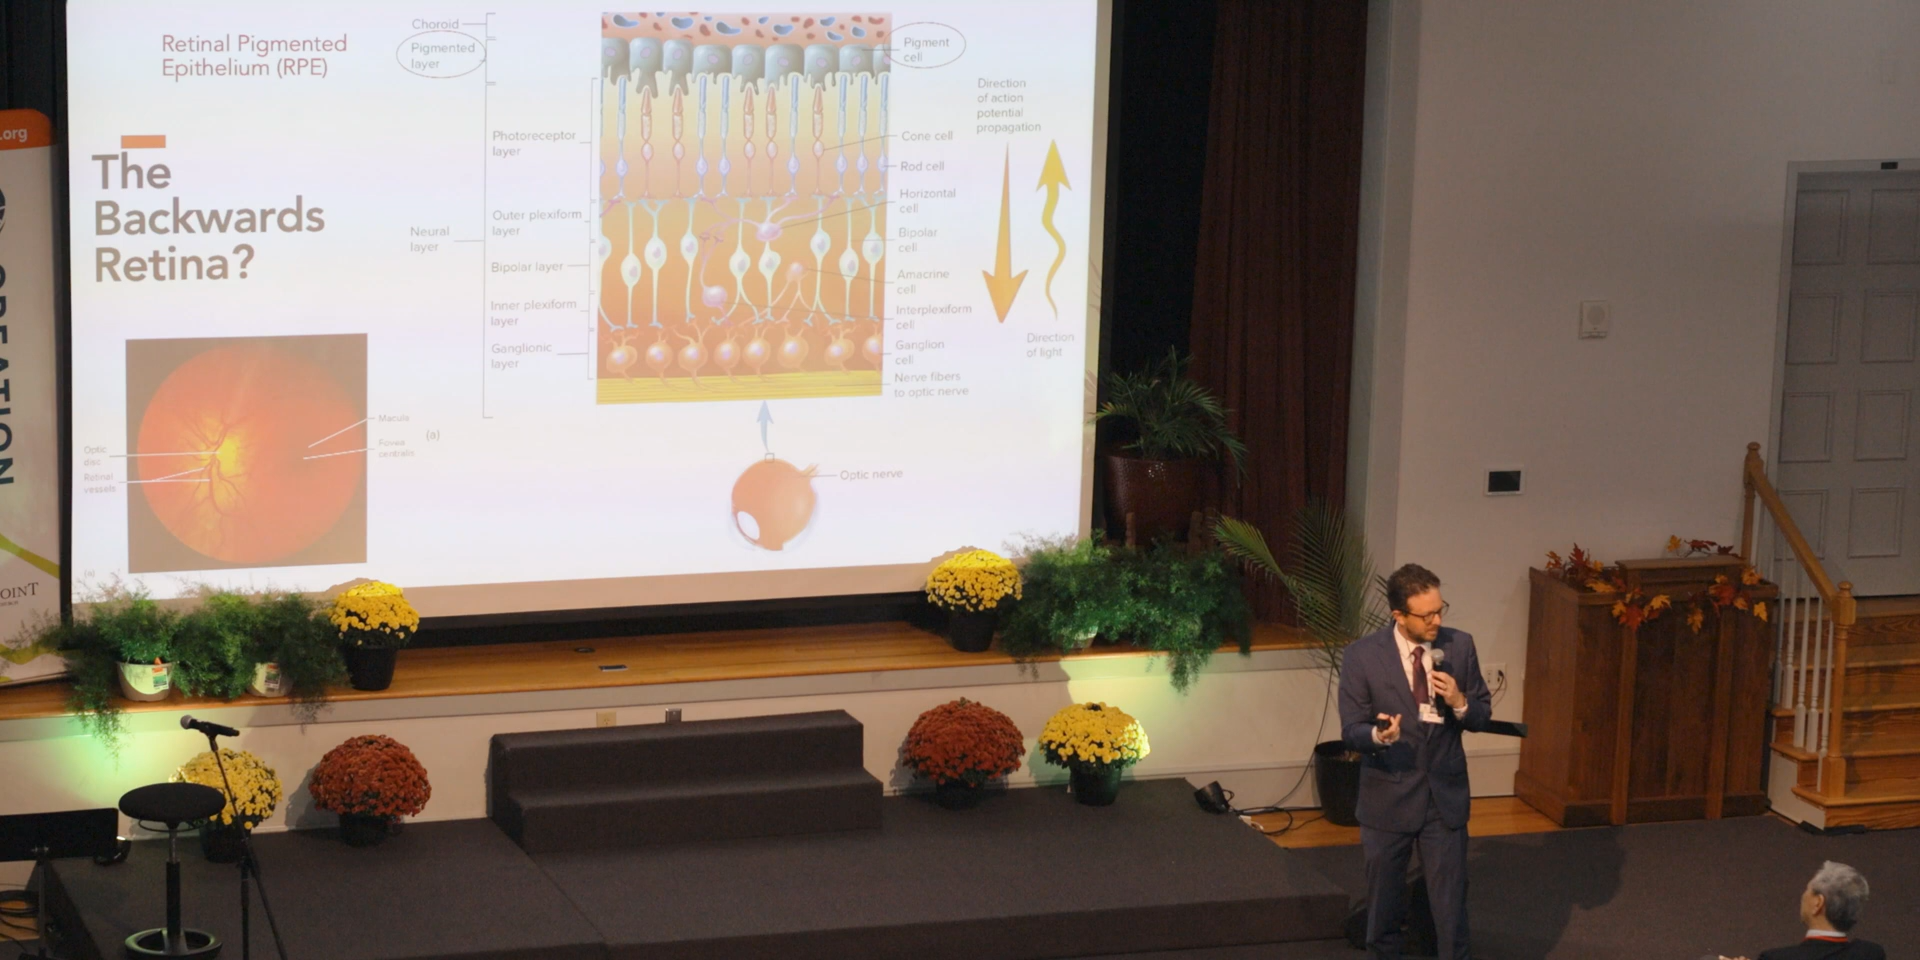 .org
CREATION
OINT
Retinal Pigmented
Epithelium (RPE)
The
Backwards
Retina?
Choroid
Pigmented
layer
Photoreceptor
layer
Outer plexiform
layer
Neural
layer
Bipolar layer
Inner plexiform
layer
Ganglionic
layer
(a)
Pigment
cell
Cone cell
Rod cell
Horizontal
cell
Bipolar
cell
Amacrine
cell
Interplexiform
cell
Ganglion
cell
Nerve fibers
to optic nerve
Direction
of action
potential
propagation
Direction
of light
Optic nerve
Optic
disc
Retinal
vessels
Macula
Fovea
centralis